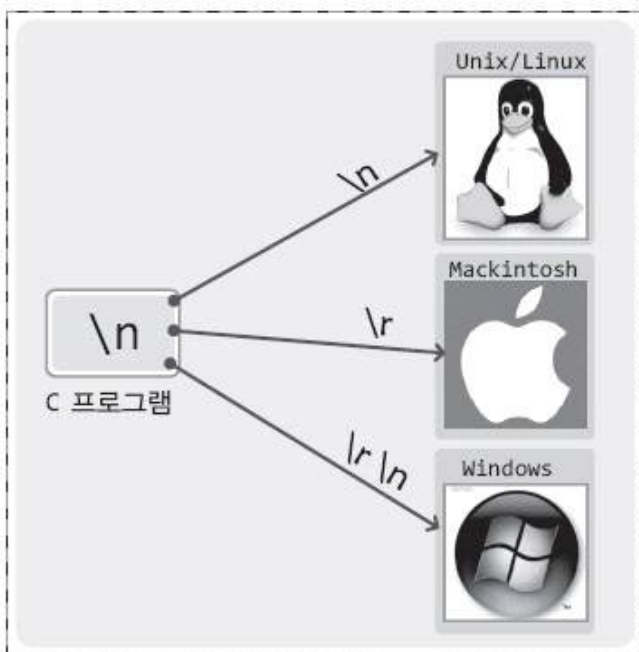 Unix/Linux
\n
Mackintosh
\n
\r
C 프로그램
\r \n
Windows